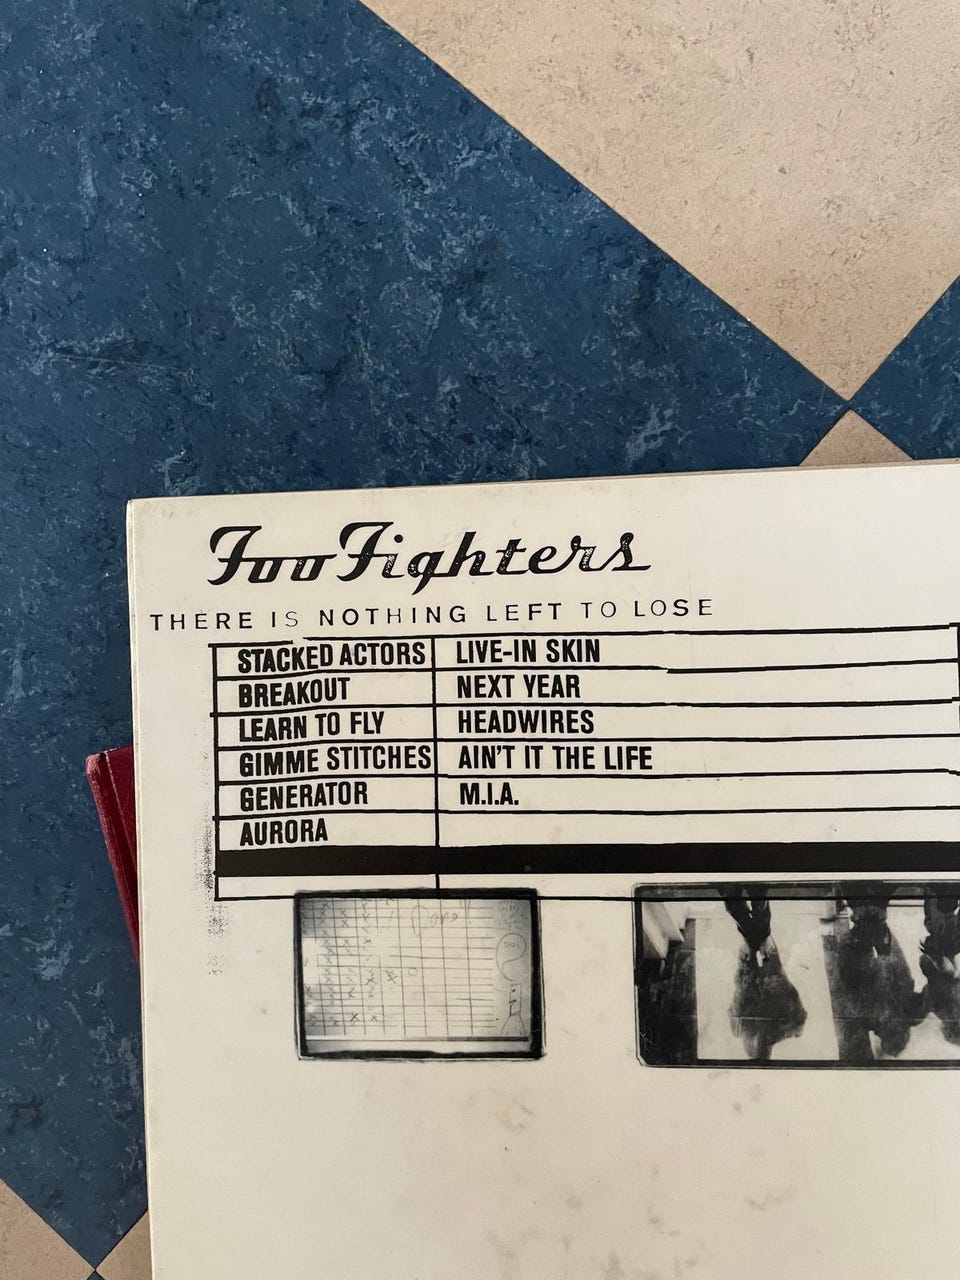 Foo Fighters
THERE IS NOTHING LEFT TO LOSE
STACKED ACTORS
BREAKOUT
LEARN TO FLY
GIMME STITCHES
GENERATOR
AURORA
LIVE-IN SKIN
NEXT YEAR
HEADWIRES
AIN'T IT THE LIFE
M.I.A.